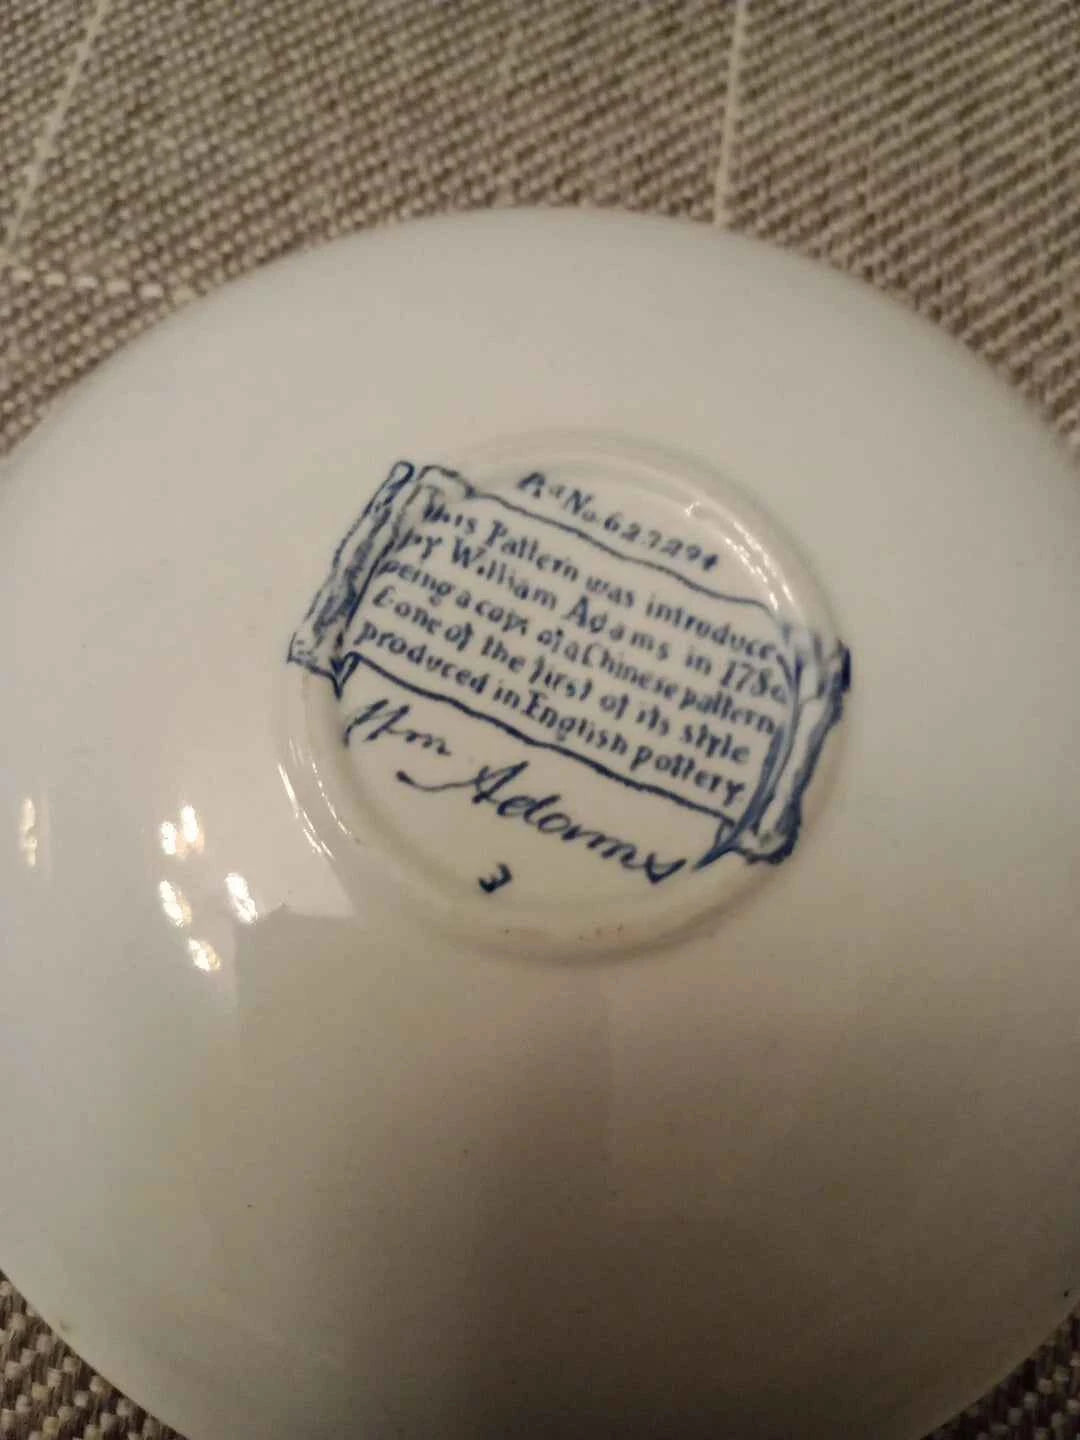 Rd No. 623294
This Pattern was introduced
by William Adams in 1780
being a copy of a Chinese pattern
& one of the first of its style
produced in English pottery.
Wm Adams
3